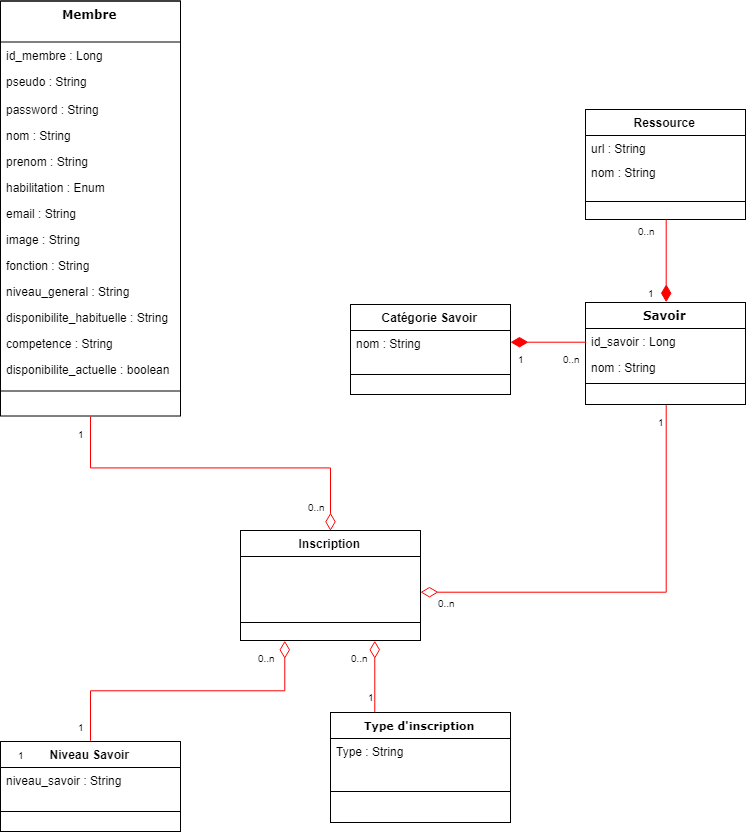 Membre
id_membre : Long
pseudo : String
password : String
nom : String
prenom : String
habilitation : Enum
email : String
image : String
fonction : String
niveau_general : String
disponibilite_habituelle : String
competence : String
disponibilite_actuelle : boolean
1
Ressource
url : String
nom : String
0..n
1
Savoir
id_savoir : Long
nom : String
Catégorie Savoir
nom : String
1
0..n
1
0..n
Inscription
0..n
0..n
0..n
1
1
1
Niveau Savoir
niveau_savoir : String
Type d'inscription
Type : String